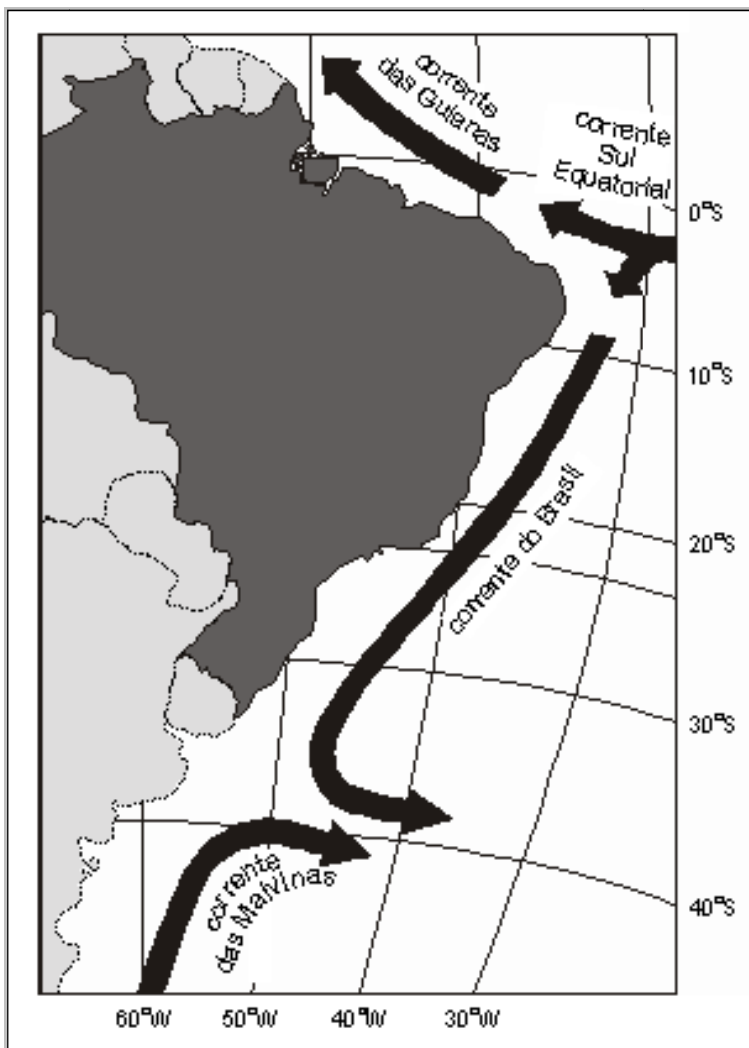 corrente
das Guianas
corrente
Sul
Equatorial
0°S
10°S
corrente do Brasil
20°S
30°S
corrente
das Malvinas
40°S
60°W
50°W
40°W
30°W